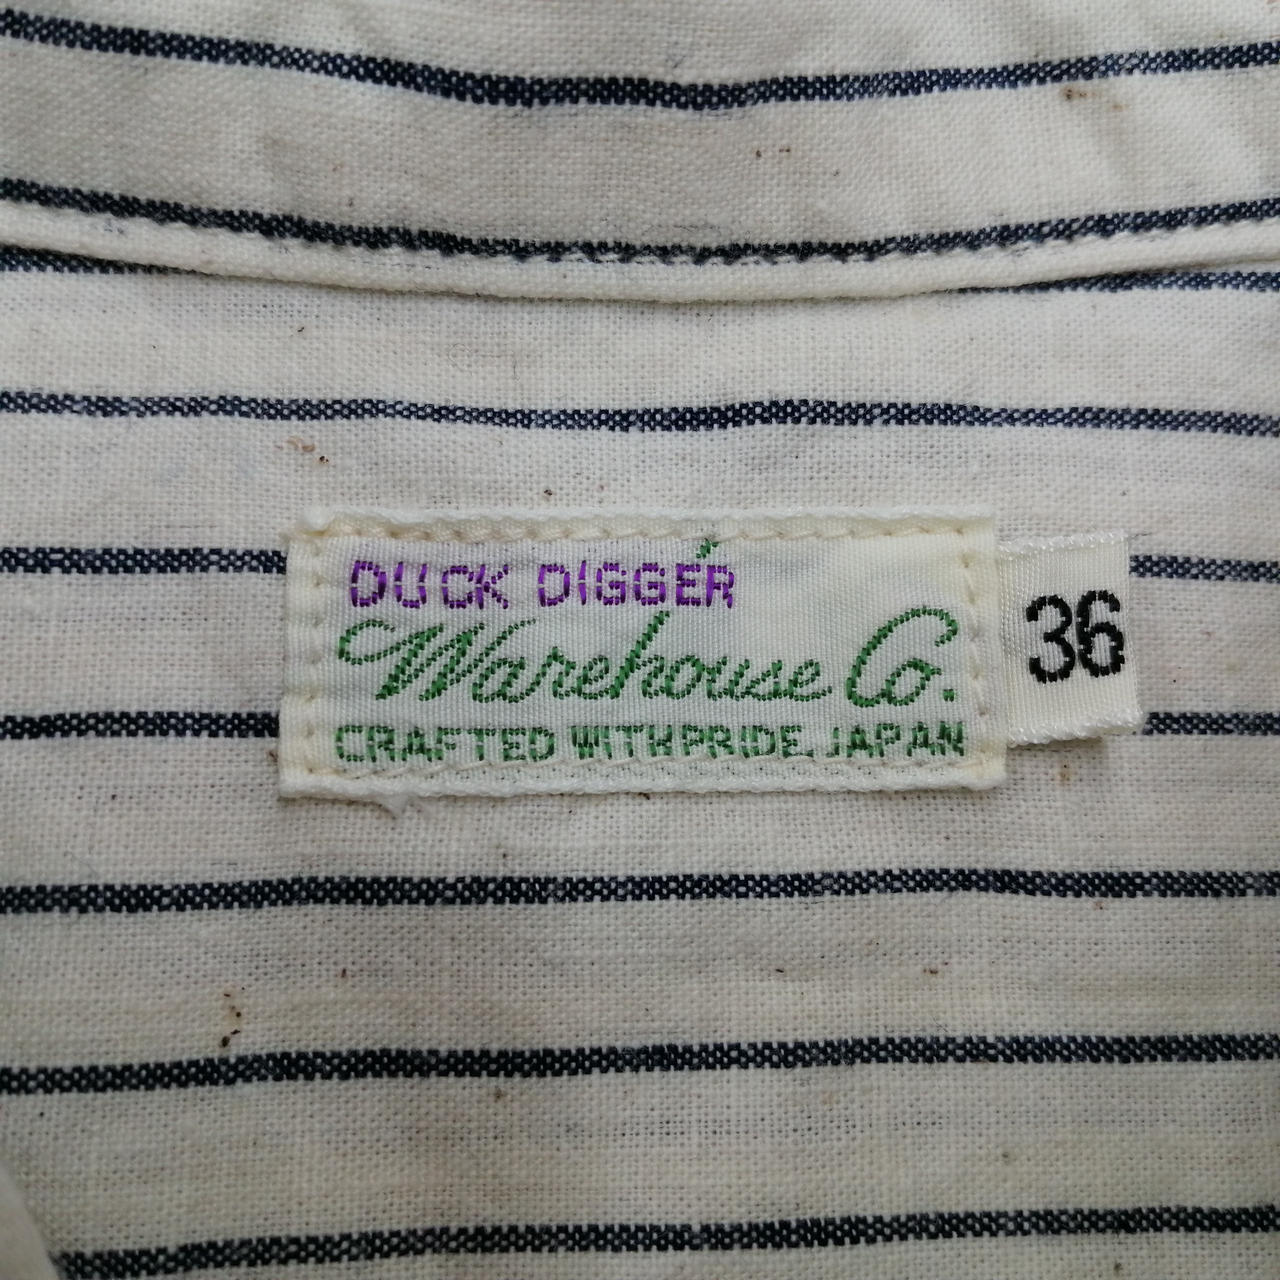 DUCK DIGGER
Warehouse Co.
CRAFTED WITH PRIDE, JAPAN
36